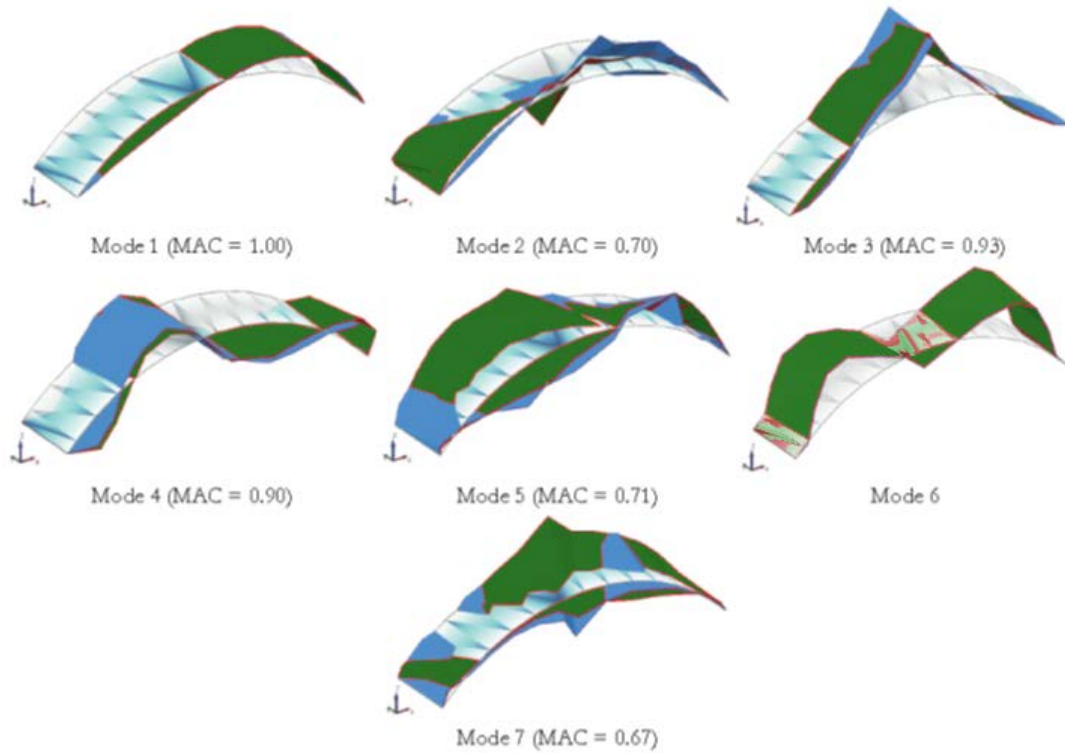 Mode 1 (MAC = 1.00)
Mode 2 (MAC = 0.70)
Mode 3 (MAC = 0.93)
Mode 4 (MAC = 0.90)
Mode 5 (MAC = 0.71)
Mode 6
Mode 7 (MAC = 0.67)